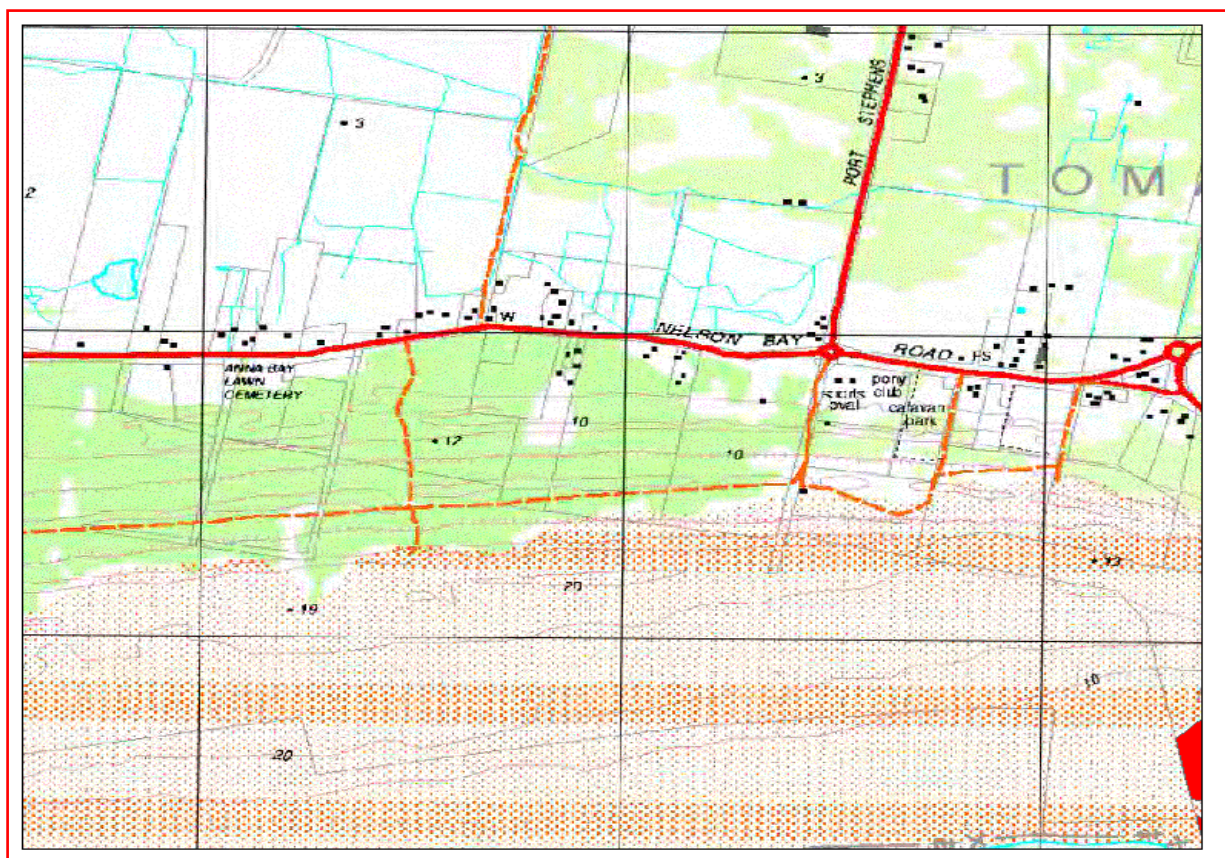 3
3
PORT STEPHENS
TOMA
2
W
NELSON BAY ROAD
PS
ANNA BAY
LAWN
CEMETERY
sports
oval
pony
club
caravan
park
12
10
10
13
20
19
10
20